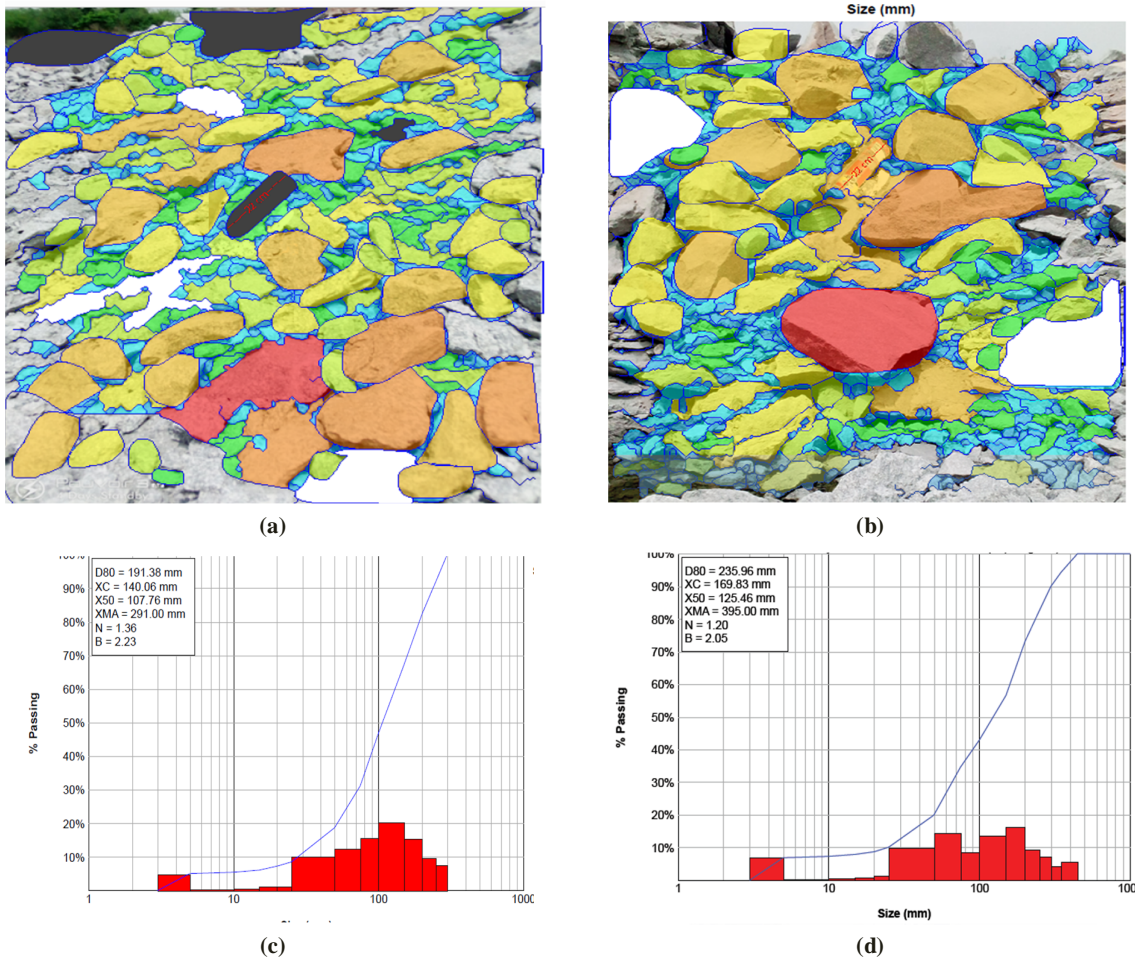 Size (mm)
22 cm
(a)
(b)
D80 = 191.38 mm
XC = 140.06 mm
X50 = 107.76 mm
XMA = 291.00 mm
N = 1.36
B = 2.23
90%
80%
70%
60%
50%
40%
30%
20%
10%
% Passing
1
10
100
1000
(c)
100%
D80 = 235.96 mm
XC = 169.83 mm
X50 = 125.46 mm
XMA = 395.00 mm
N = 1.20
B = 2.05
90%
80%
70%
60%
50%
40%
30%
20%
10%
% Passing
1
10
100
Size (mm)
(d)